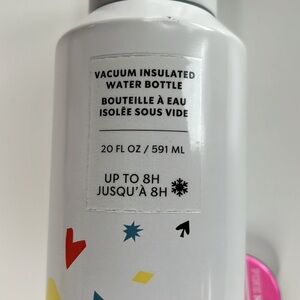 VACUUM INSULATED
WATER BOTTLE
BOUTEILLE À EAU
ISOLÉE SOUS VIDE
20 FL OZ / 591 ML
UP TO 8H
JUSQU'À 8H